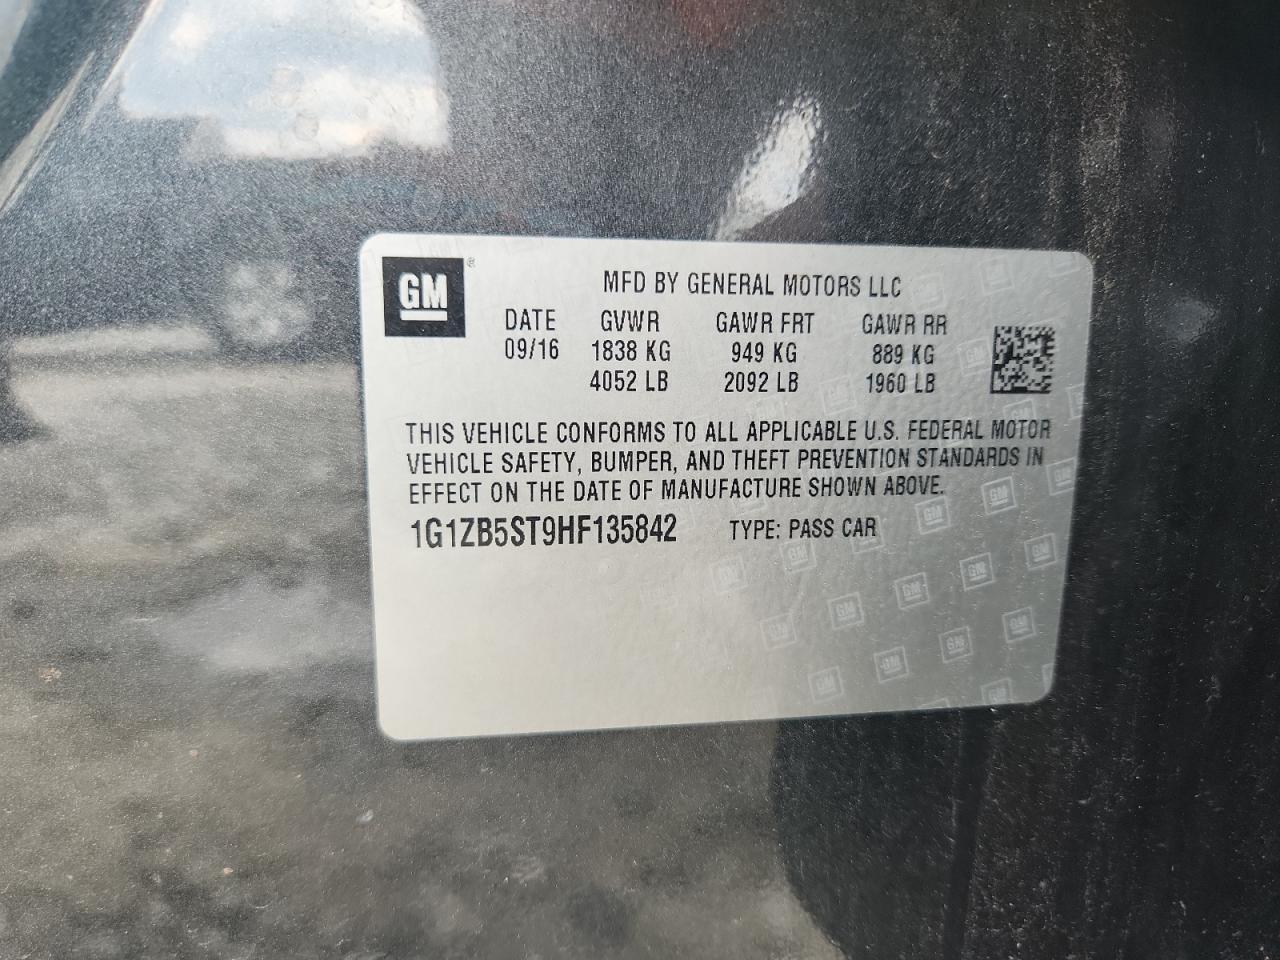 GM®
MFD BY GENERAL MOTORS LLC
DATE GVWR GAWR FRT GAWR RR
09/16 1838 KG 949 KG 889 KG
4052 LB 2092 LB 1960 LB
THIS VEHICLE CONFORMS TO ALL APPLICABLE U.S. FEDERAL MOTOR
VEHICLE SAFETY, BUMPER, AND THEFT PREVENTION STANDARDS IN
EFFECT ON THE DATE OF MANUFACTURE SHOWN ABOVE.
1G1ZB5ST9HF135842 TYPE: PASS CAR